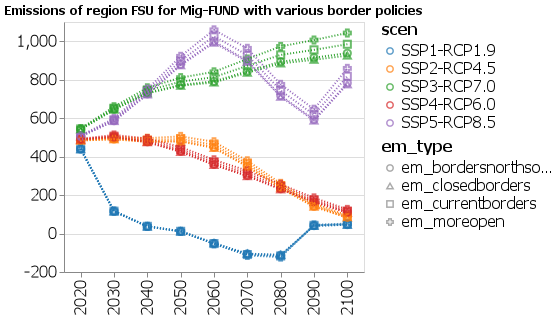 Emissions of region FSU for Mig-FUND with various border policies
scen
SSP1-RCP1.9
SSP2-RCP4.5
SSP3-RCP7.0
SSP4-RCP6.0
SSP5-RCP8.5
em_type
em_bordersnorthso...
em_closedborders
em_currentborders
em_moreopen
1,000
800
600
400
200
0
-200
2020
2030
2040
2050
2060
2070
2080
2090
2100